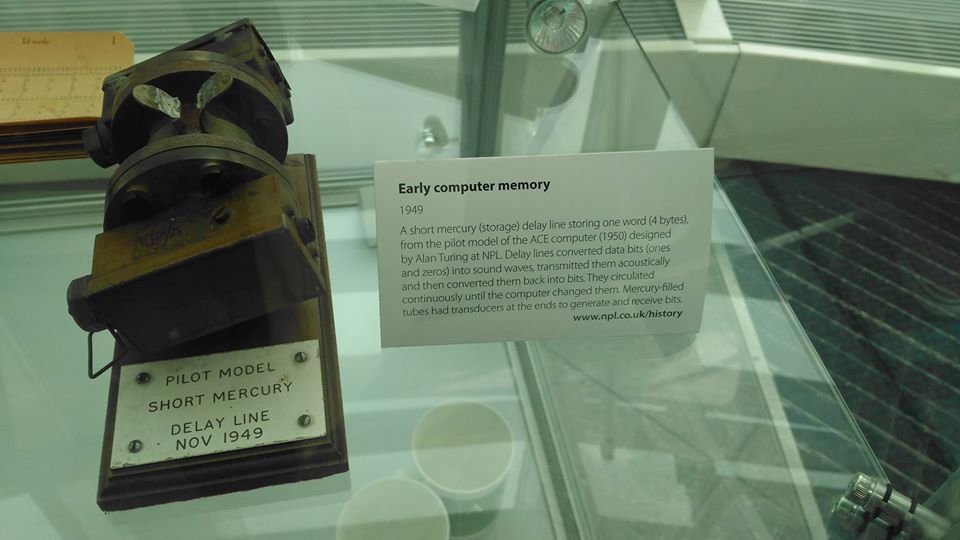 Early computer memory
1949
A short mercury (storage) delay line storing one word (4 bytes),
from the pilot model of the ACE computer (1950) designed
by Alan Turing at NPL. Delay lines converted data bits (ones
and zeros) into sound waves, transmitted them acoustically
and then converted them back into bits. They circulated
continuously until the computer changed them. Mercury-filled
tubes had transducers at the ends to generate and receive bits.
www.npl.co.uk/history
PILOT MODEL
SHORT MERCURY
DELAY LINE
NOV 1949